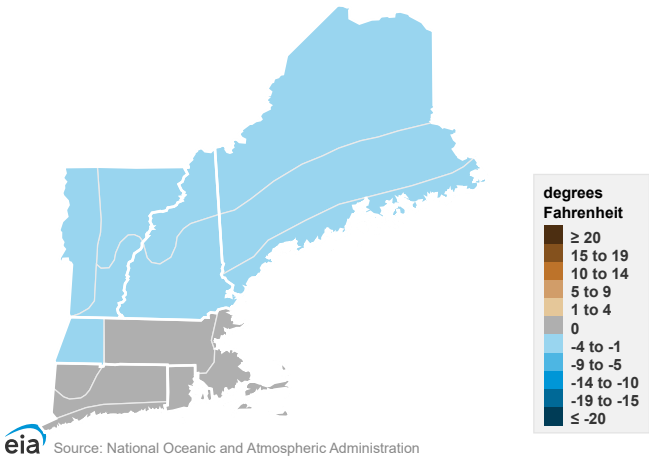 degrees
Fahrenheit
≥ 20
15 to 19
10 to 14
5 to 9
1 to 4
0
-4 to -1
-9 to -5
-14 to -10
-19 to -15
≤ -20
eia
Source: National Oceanic and Atmospheric Administration